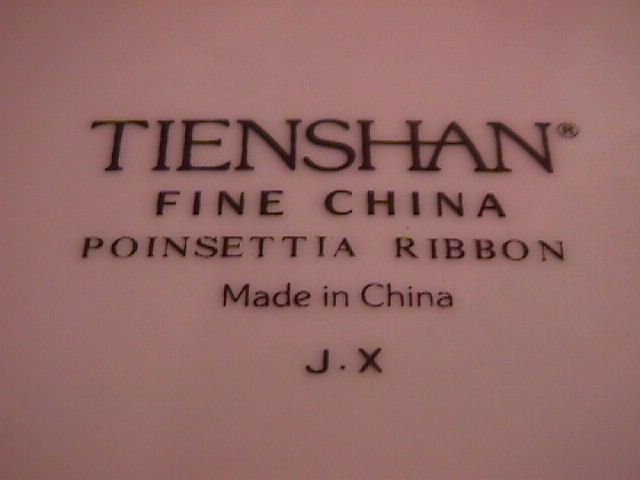 TIENSHAN®
FINE CHINA
POINSETTIA RIBBON
Made in China
J.X